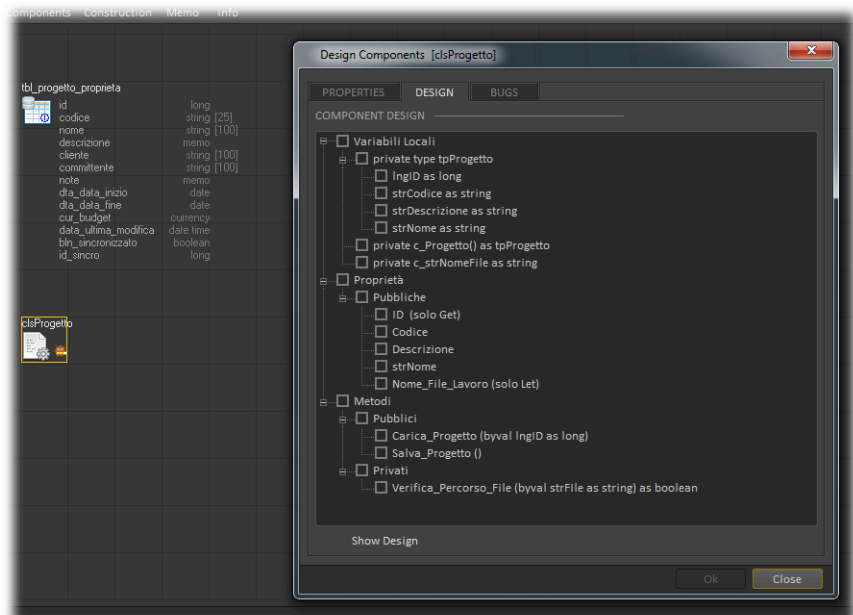 Components Construction Memo Info
Design Components [clsProgetto]
PROPERTIES DESIGN BUGS
COMPONENT DESIGN
tbl_progetto_proprieta
id long
codice string [25]
nome string [100]
descrizione memo
cliente string [100]
committente string [100]
note memo
dta_data_inizio date
dta_data_fine date
cur_budget currency
data_ultima_modifica date time
bln_sincronizzato boolean
id_sincro long
clsProgetto
Variabili Locali
private type tpProgetto
lngID as long
strCodice as string
strDescrizione as string
strNome as string
private c_Progetto() as tpProgetto
private c_strNomeFile as string
Proprietà
Pubbliche
ID (solo Get)
Codice
Descrizione
strNome
Nome_File_Lavoro (solo Let)
Metodi
Pubblici
Carica_Progetto (byval lngID as long)
Salva_Progetto ()
Privati
Verifica_Percorso_File (byval strFIle as string) as boolean
Show Design
Ok Close